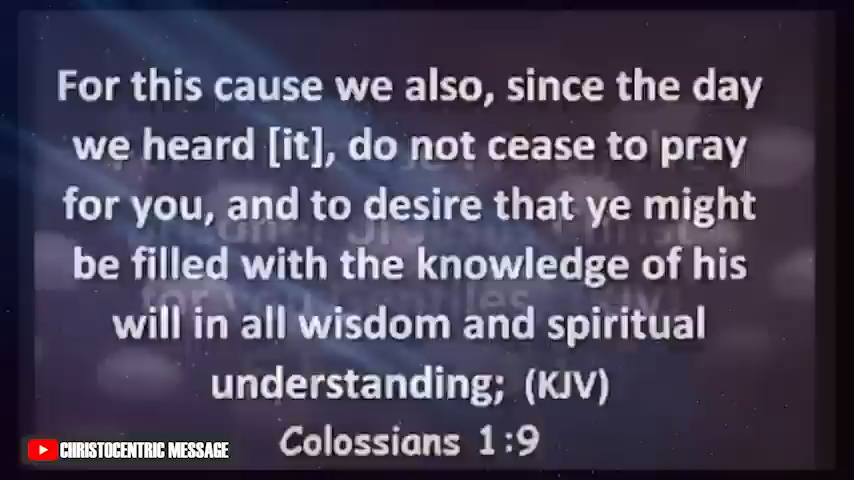 For this cause we also, since the day
we heard [it], do not cease to pray
for you, and to desire that ye might
be filled with the knowledge of his
will in all wisdom and spiritual
understanding; (KJV)
Colossians 1:9
CHRISTOCENTRIC MESSAGE